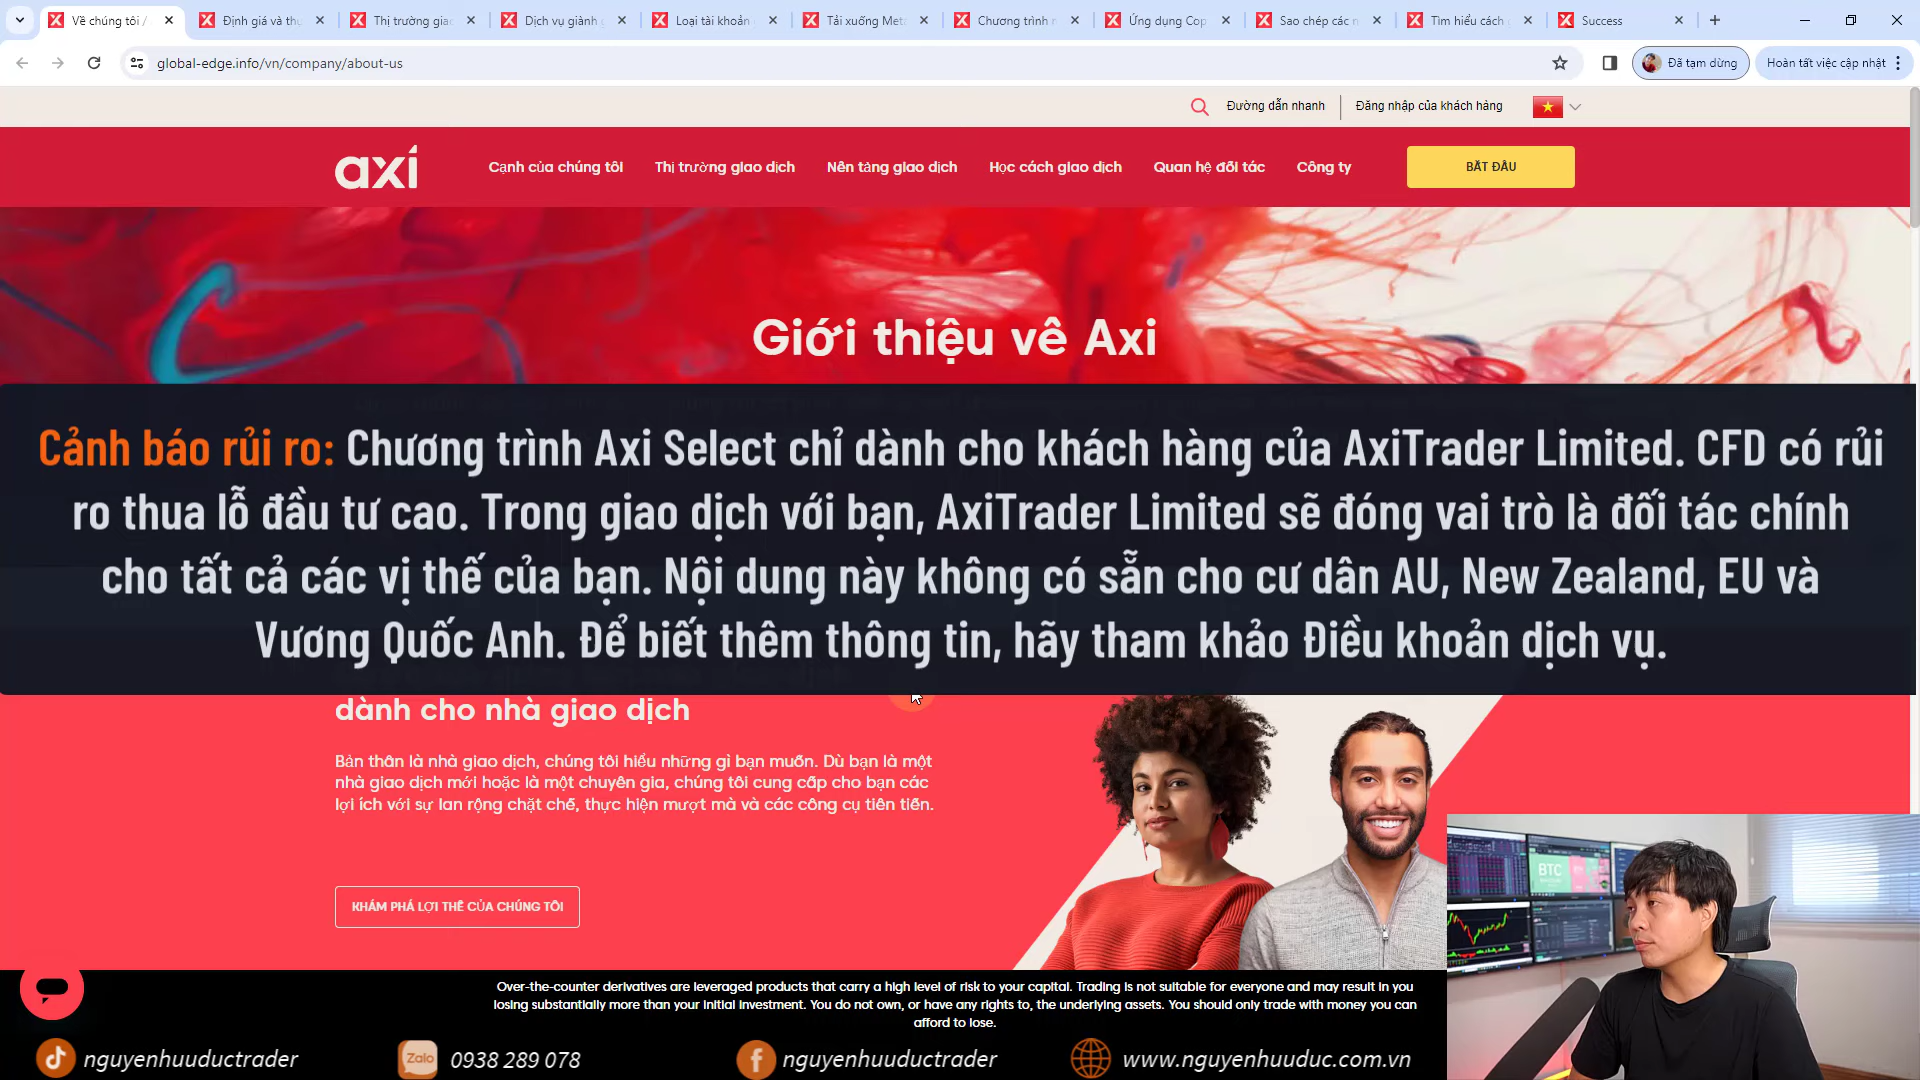 Về chúng tôi /
Định giá và thu
Thị trường giao
Dịch vụ giành
Loại tài khoản
Tải xuống Meta
Chương trình
Ứng dụng Cop
Sao chép các n
Tìm hiểu cách
Success
global-edge.info/vn/company/about-us
Đã tạm dừng
Hoàn tất việc cập nhật
Đường dẫn nhanh
Đăng nhập của khách hàng
axi
Cạnh của chúng tôi
Thị trường giao dịch
Nền tảng giao dịch
Học cách giao dịch
Quan hệ đối tác
Công ty
BẮT ĐẦU
Giới thiệu về Axi
Cảnh báo rủi ro: Chương trình Axi Select chỉ dành cho khách hàng của AxiTrader Limited. CFD có rủi
ro thua lỗ đầu tư cao. Trong giao dịch với bạn, AxiTrader Limited sẽ đóng vai trò là đối tác chính
cho tất cả các vị thế của bạn. Nội dung này không có sẵn cho cư dân AU, New Zealand, EU và
Vương Quốc Anh. Để biết thêm thông tin, hãy tham khảo Điều khoản dịch vụ.
dành cho nhà giao dịch
Bản thân là nhà giao dịch, chúng tôi hiểu những gì bạn muốn. Dù bạn là một
nhà giao dịch mới hoặc là một chuyên gia, chúng tôi cung cấp cho bạn các
lợi ích với sự lan rộng chặt chẽ, thực hiện mượt mà và các công cụ tiên tiến.
KHÁM PHÁ LỢI THẾ CỦA CHÚNG TÔI
BTC
Over-the-counter derivatives are leveraged products that carry a high level of risk to your capital. Trading is not suitable for everyone and may result in you
losing substantially more than your initial investment. You do not own, or have any rights to, the underlying assets. You should only trade with money you can
afford to lose.
nguyenhuuductrader
Zalo
0938 289 078
nguyenhuuductrader
www.nguyenhuuduc.com.vn